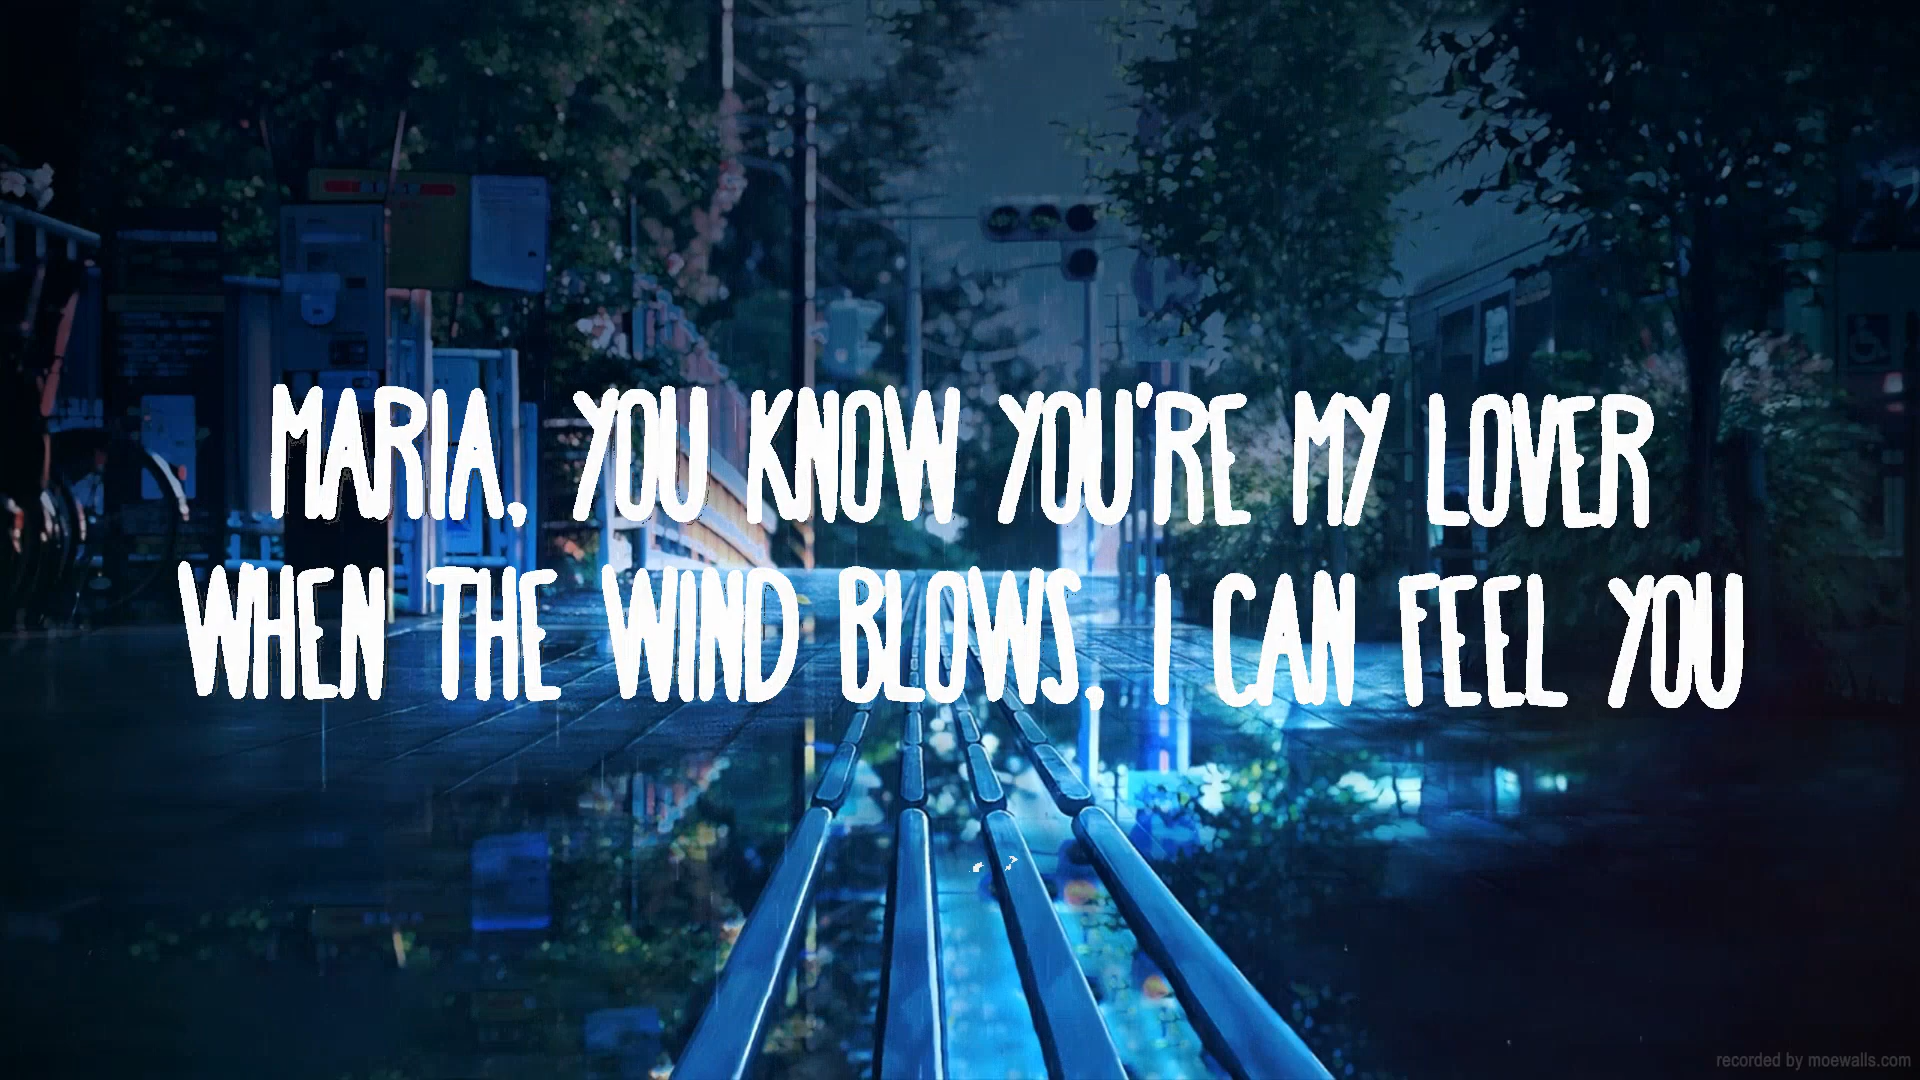 MARIA, YOU KNOW YOU'RE MY LOVER
WHEN THE WIND BLOWS, I CAN FEEL YOU
recorded by moewalls.com